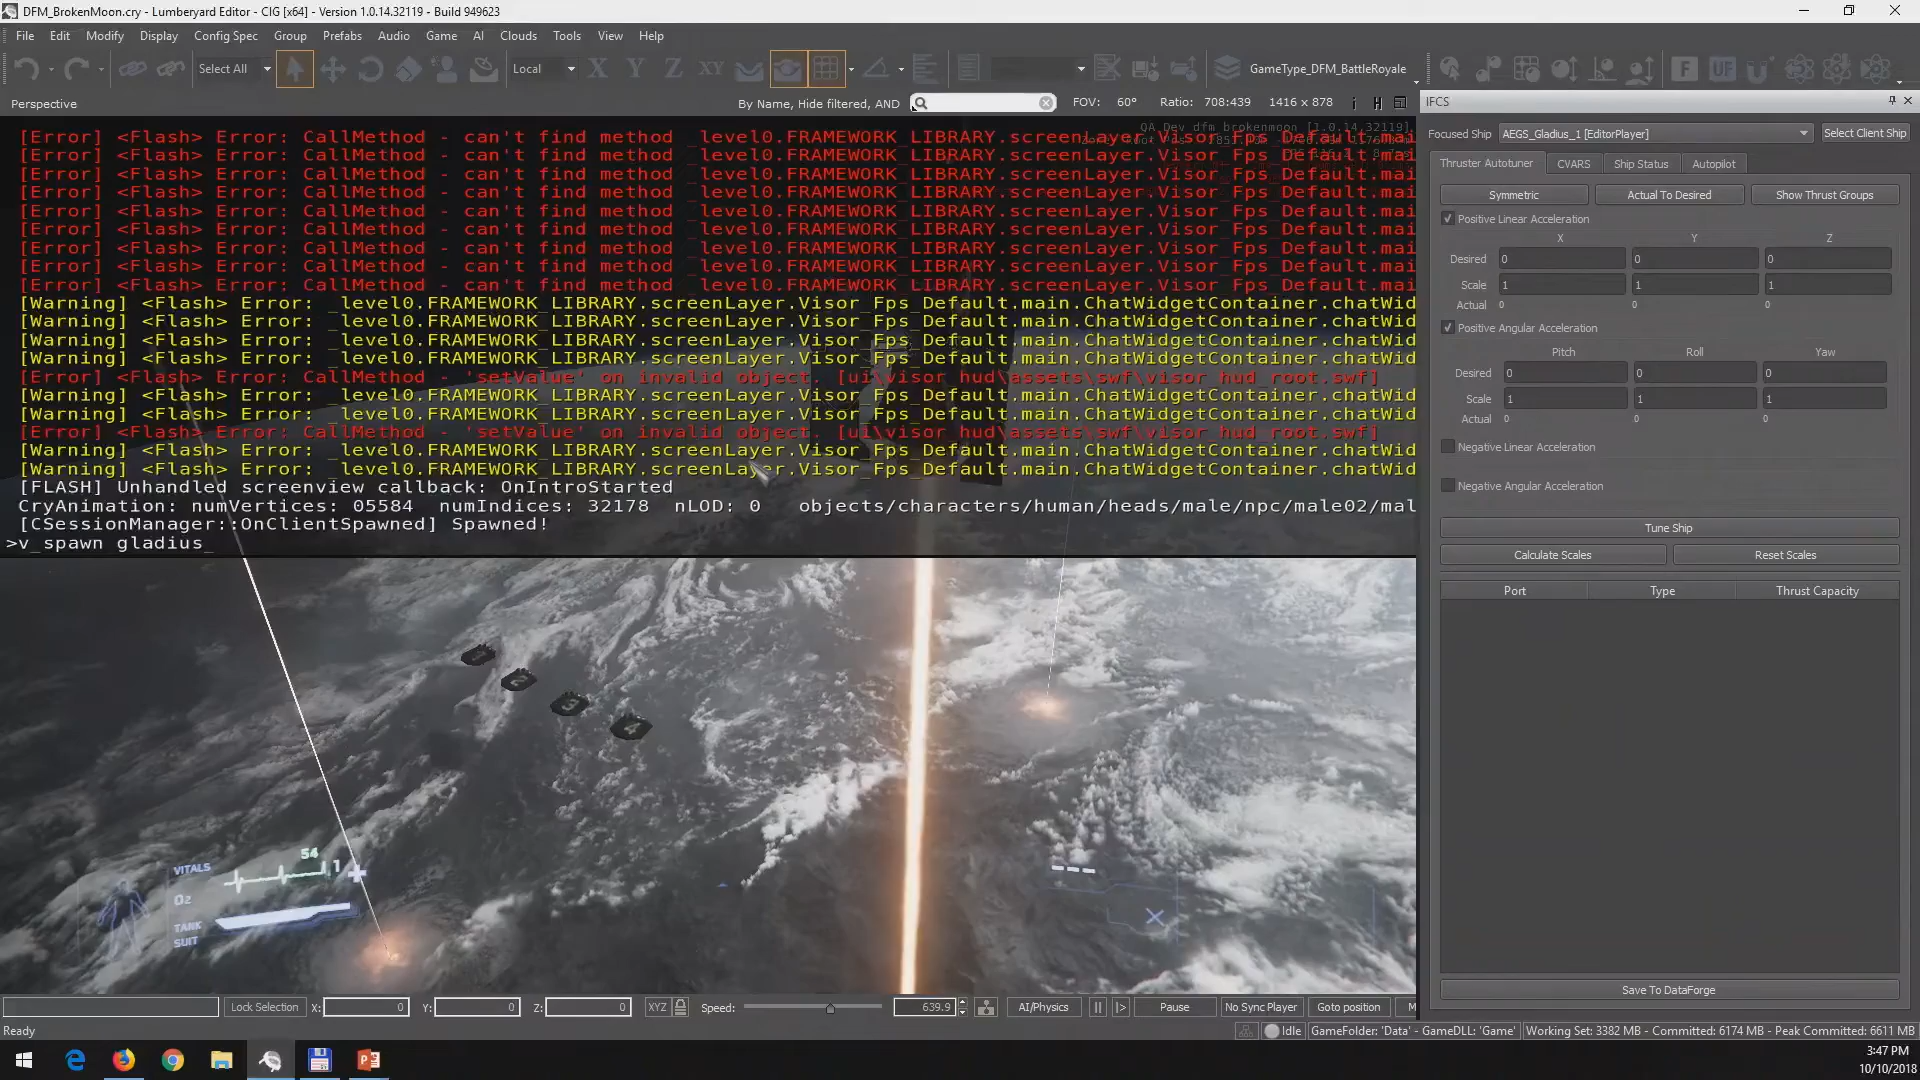 DFM_BrokenMoon.cry - Lumberyard Editor - CIG [x64] - Version 1.0.14.32119 - Build 949623
File Edit Modify Display Config Spec Group Prefabs Audio Game AI Clouds Tools View Help
Select All Local X Y Z XY GameType_DFM_BattleRoyale F UF U
Perspective By Name, Hide filtered, AND FOV: 60° Ratio: 708:439 1416 x 878 i H
[Error] <Flash> Error: CallMethod - can't find method _level0.FRAMEWORK_LIBRARY.screenLayer.Visor_Fps_Default.mai
[Error] <Flash> Error: CallMethod - can't find method _level0.FRAMEWORK_LIBRARY.screenLayer.Visor_Fps_Default.mai
[Error] <Flash> Error: CallMethod - can't find method _level0.FRAMEWORK_LIBRARY.screenLayer.Visor_Fps_Default.mai
[Error] <Flash> Error: CallMethod - can't find method _level0.FRAMEWORK_LIBRARY.screenLayer.Visor_Fps_Default.mai
[Error] <Flash> Error: CallMethod - can't find method _level0.FRAMEWORK_LIBRARY.screenLayer.Visor_Fps_Default.mai
[Error] <Flash> Error: CallMethod - can't find method _level0.FRAMEWORK_LIBRARY.screenLayer.Visor_Fps_Default.mai
[Error] <Flash> Error: CallMethod - can't find method _level0.FRAMEWORK_LIBRARY.screenLayer.Visor_Fps_Default.mai
[Error] <Flash> Error: CallMethod - can't find method _level0.FRAMEWORK_LIBRARY.screenLayer.Visor_Fps_Default.mai
[Error] <Flash> Error: CallMethod - can't find method _level0.FRAMEWORK_LIBRARY.screenLayer.Visor_Fps_Default.mai
[Warning] <Flash> Error: _level0.FRAMEWORK_LIBRARY.screenLayer.Visor_Fps_Default.main.ChatWidgetContainer.chatWid
[Warning] <Flash> Error: _level0.FRAMEWORK_LIBRARY.screenLayer.Visor_Fps_Default.main.ChatWidgetContainer.chatWid
[Warning] <Flash> Error: _level0.FRAMEWORK_LIBRARY.screenLayer.Visor_Fps_Default.main.ChatWidgetContainer.chatWid
[Warning] <Flash> Error: _level0.FRAMEWORK_LIBRARY.screenLayer.Visor_Fps_Default.main.ChatWidgetContainer.chatWid
[Error] <Flash> Error: CallMethod - 'setValue' on invalid object. [ui\visor_hud\assets\swf\visor_hud_root.swf]
[Warning] <Flash> Error: _level0.FRAMEWORK_LIBRARY.screenLayer.Visor_Fps_Default.main.ChatWidgetContainer.chatWid
[Warning] <Flash> Error: _level0.FRAMEWORK_LIBRARY.screenLayer.Visor_Fps_Default.main.ChatWidgetContainer.chatWid
[Error] <Flash> Error: CallMethod - 'setValue' on invalid object. [ui\visor_hud\assets\swf\visor_hud_root.swf]
[Warning] <Flash> Error: _level0.FRAMEWORK_LIBRARY.screenLayer.Visor_Fps_Default.main.ChatWidgetContainer.chatWid
[Warning] <Flash> Error: _level0.FRAMEWORK_LIBRARY.screenLayer.Visor_Fps_Default.main.ChatWidgetContainer.chatWid
[FLASH] Unhandled screenview callback: OnIntroStarted
CryAnimation: numVertices: 05584 numIndices: 32178 nLOD: 0 objects/characters/human/heads/male/npc/male02/mal
[CSessionManager::OnClientSpawned] Spawned!
>v_spawn gladius_
QA Dev dfm_brokenmoon [1.0.14.32119]
2
3
4
VITALS 54 1
O2
TANK
SUIT
IFCS
Focused Ship AEGS_Gladius_1 [EditorPlayer] Select Client Ship
Thruster Autotuner CVARS Ship Status Autopilot
Symmetric Actual To Desired Show Thrust Groups
Positive Linear Acceleration
X Y Z
Desired 0 0 0
Scale 1 1 1
Actual 0 0 0
Positive Angular Acceleration
Pitch Roll Yaw
Desired 0 0 0
Scale 1 1 1
Actual 0 0 0
Negative Linear Acceleration
Negative Angular Acceleration
Tune Ship
Calculate Scales Reset Scales
Port Type Thrust Capacity
Save To DataForge
Lock Selection X: 0 Y: 0 Z: 0 XYZ Speed: 639.9 AI/Physics Pause No Sync Player Goto position M
Ready Idle GameFolder: 'Data' - GameDLL: 'Game' Working Set: 3382 MB - Committed: 6174 MB - Peak Committed: 6611 MB
3:47 PM
10/10/2018